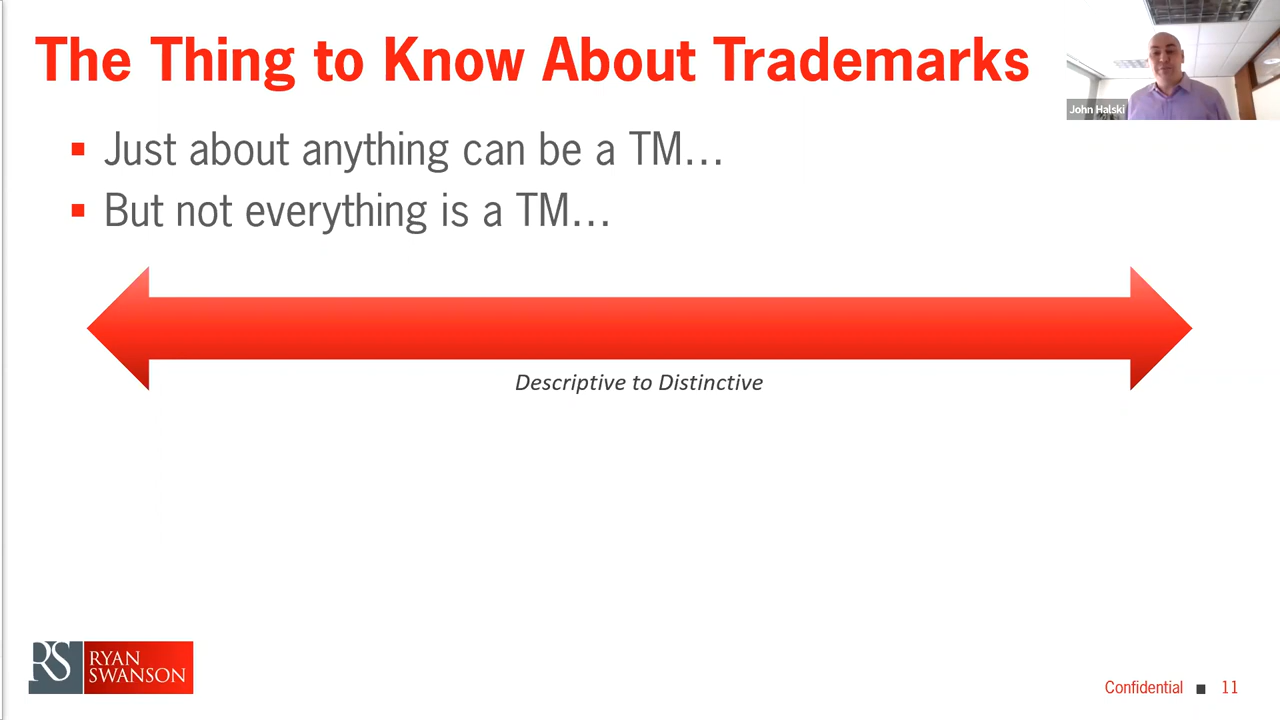 The Thing to Know About Trademarks
John Halski
Just about anything can be a TM…
But not everything is a TM…
Descriptive to Distinctive
RS RYAN
SWANSON
Confidential 11